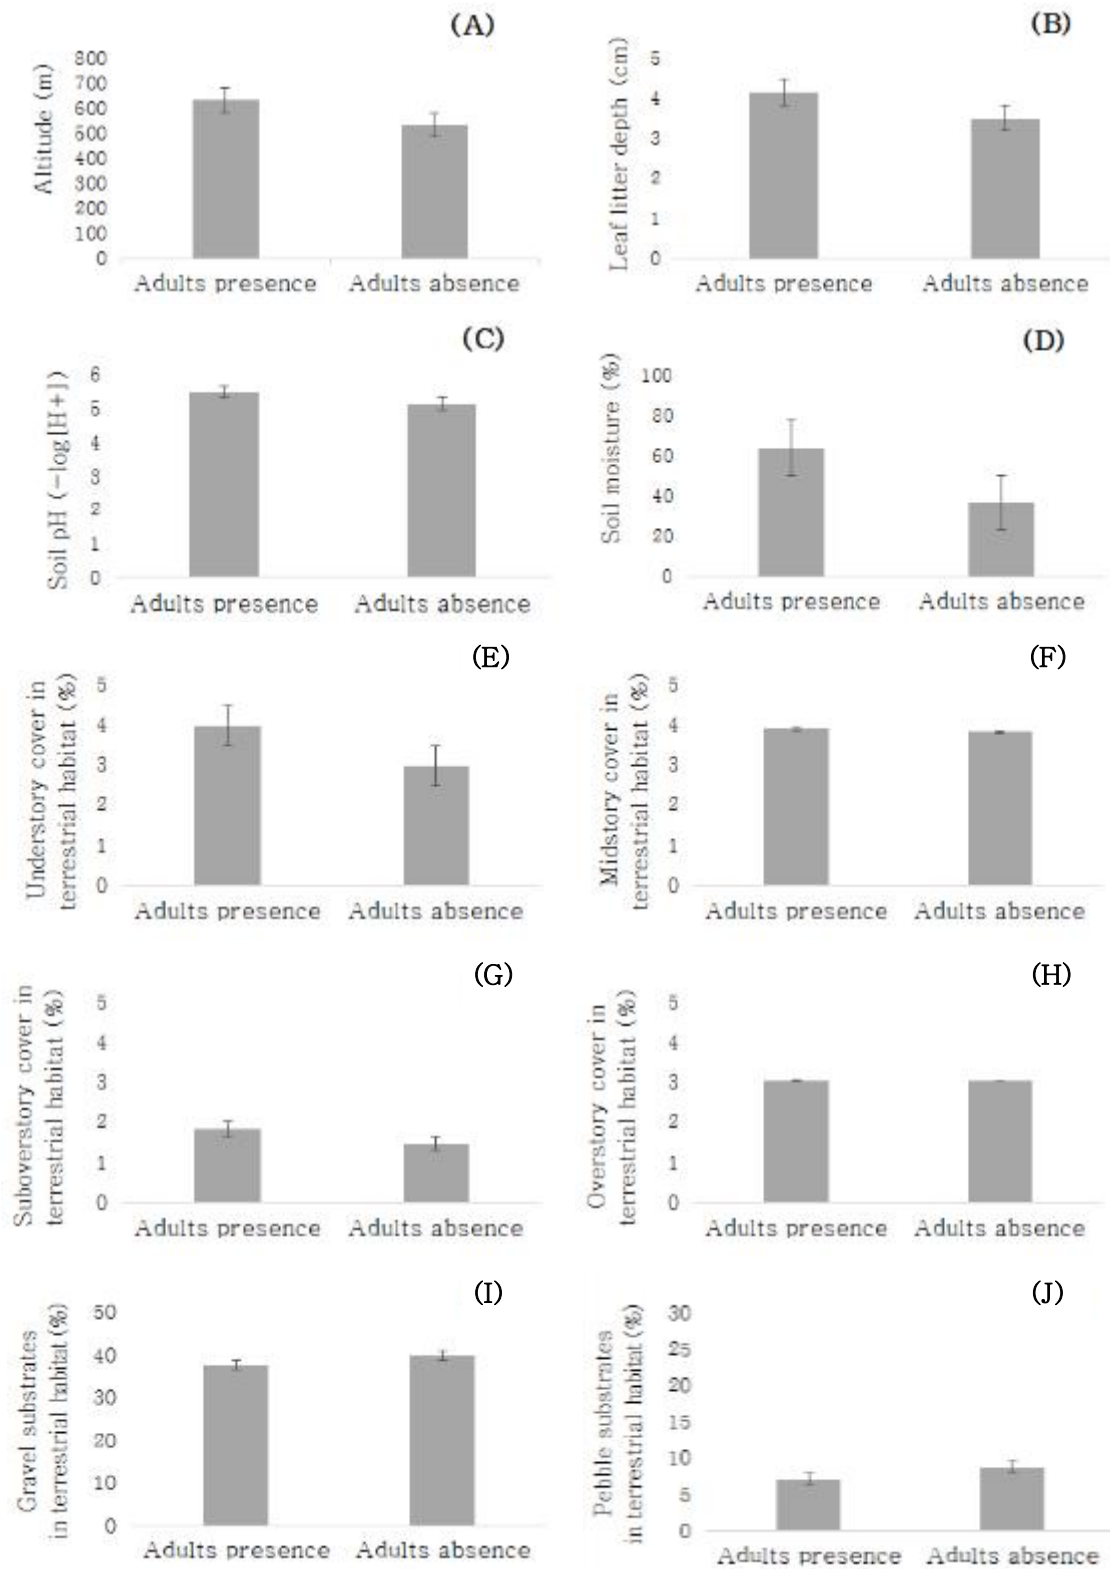 (A)
Altitude (m)
800
700
600
500
400
300
200
100
0
Adults presence Adults absence
(B)
Leaf litter depth (cm)
5
4
3
2
1
0
Adults presence Adults absence
(C)
Soil pH (-log[H+])
6
5
4
3
2
1
0
Adults presence Adults absence
(D)
Soil moisture (%)
100
80
60
40
20
0
Adults presence Adults absence
(E)
Understory cover in
terrestrial habitat (%)
5
4
3
2
1
0
Adults presence Adults absence
(F)
Midstory cover in
terrestrial habitat (%)
5
4
3
2
1
0
Adults presence Adults absence
(G)
Suboverstory cover in
terrestrial habitat (%)
5
4
3
2
1
0
Adults presence Adults absence
(H)
Overstory cover in
terrestrial habitat (%)
5
4
3
2
1
0
Adults presence Adults absence
(I)
Gravel substrates
in terrestrial habitat (%)
50
40
30
20
10
0
Adults presence Adults absence
(J)
Pebble substrates
in terrestrial habitat (%)
30
25
20
15
10
5
0
Adults presence Adults absence